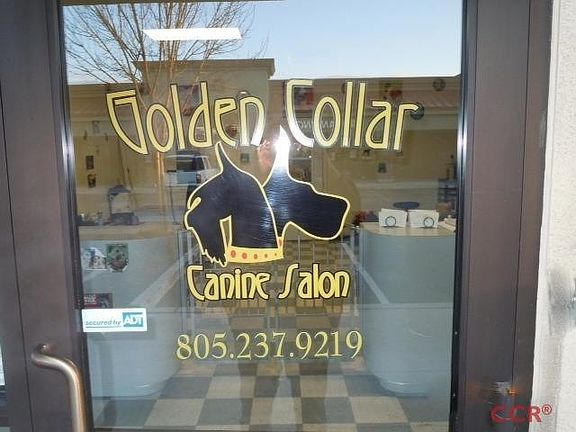 Golden Collar
Canine Salon
secured by ADT
805.237.9219
CCR®